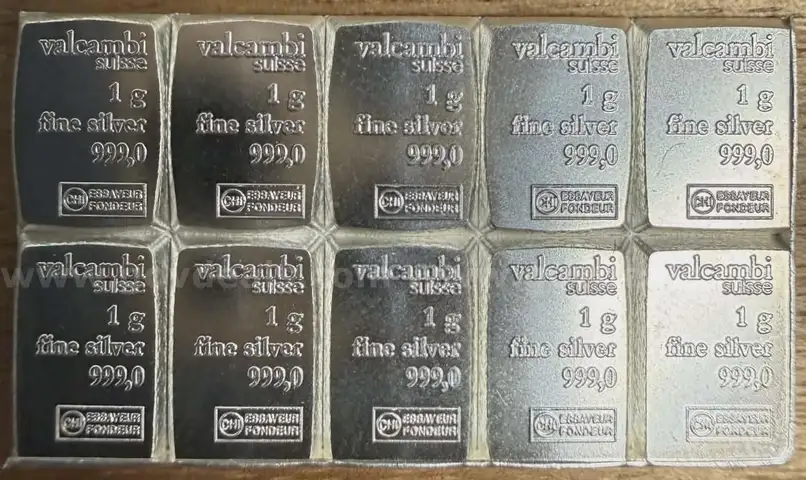 valcambi valcambi valcambi valcambi valcambi
suisse suisse suisse suisse suisse
1 g 1 g 1 g 1 g 1 g
fine silver fine silver fine silver fine silver fine silver
999,0 999,0 999,0 999,0 999,0
CHI ESSAYEUR CHI ESSAYEUR CHI ESSAYEUR CHI ESSAYEUR CHI ESSAYEUR
FONDEUR FONDEUR FONDEUR FONDEUR FONDEUR
valcambi valcambi valcambi valcambi valcambi
suisse suisse suisse suisse suisse
1 g 1 g 1 g 1 g 1 g
fine silver fine silver fine silver fine silver fine silver
999,0 999,0 999,0 999,0 999,0
CHI ESSAYEUR CHI ESSAYEUR CHI ESSAYEUR CHI ESSAYEUR CHI ESSAYEUR
FONDEUR FONDEUR FONDEUR FONDEUR FONDEUR